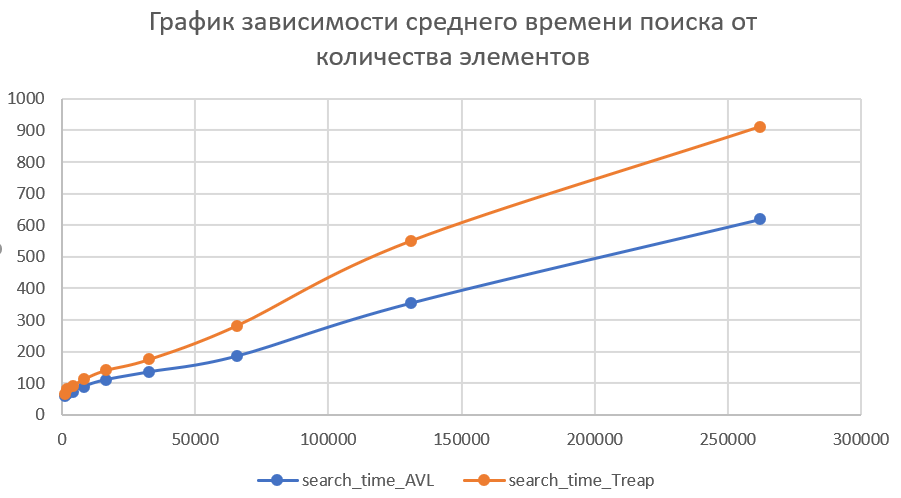 График зависимости среднего времени поиска от
количества элементов
1000
900
800
700
600
500
400
300
200
100
0
0 50000 100000 150000 200000 250000 300000
search_time_AVL search_time_Treap